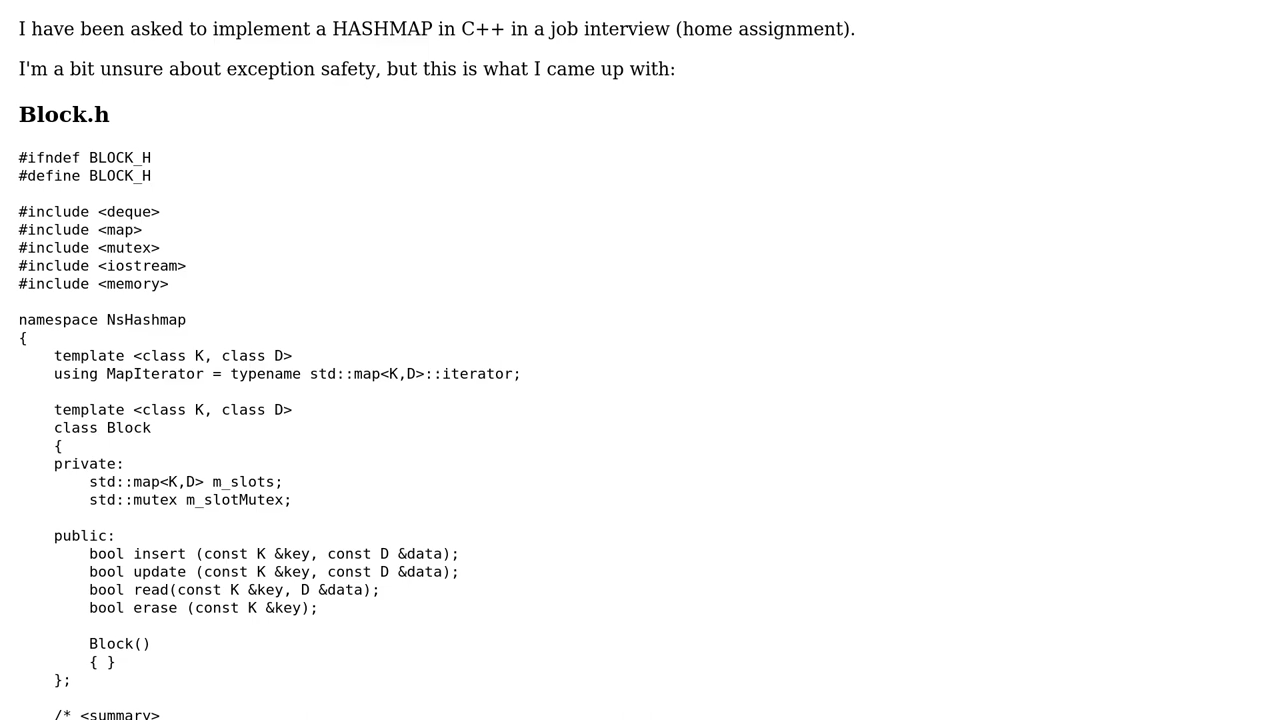 I have been asked to implement a HASHMAP in C++ in a job interview (home assignment).
I'm a bit unsure about exception safety, but this is what I came up with:
Block.h
#ifndef BLOCK_H
#define BLOCK_H
#include <deque>
#include <map>
#include <mutex>
#include <iostream>
#include <memory>
namespace NsHashmap
{
    template <class K, class D>
    using MapIterator = typename std::map<K,D>::iterator;
    template <class K, class D>
    class Block
    {
    private:
        std::map<K,D> m_slots;
        std::mutex m_slotMutex;
    public:
        bool insert (const K &key, const D &data);
        bool update (const K &key, const D &data);
        bool read(const K &key, D &data);
        bool erase (const K &key);
        Block()
        { }
    };
    /* <summary>